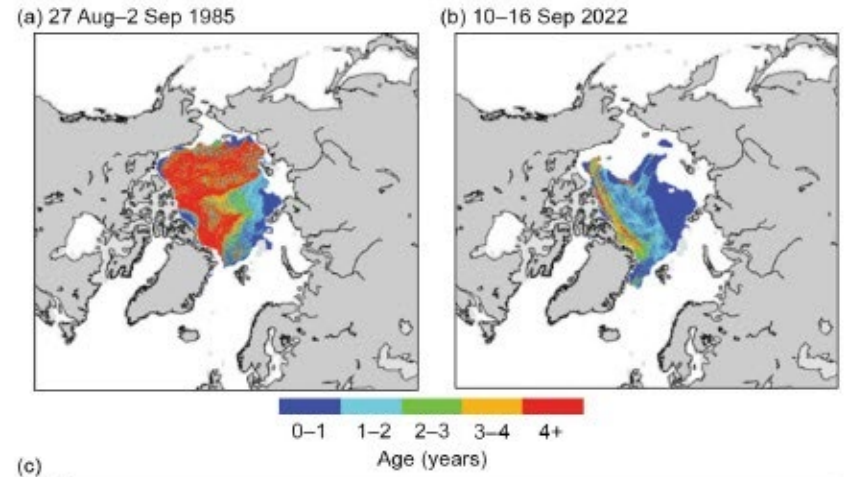 (a) 27 Aug–2 Sep 1985
(b) 10–16 Sep 2022
0–1 1–2 2–3 3–4 4+
Age (years)
(c)